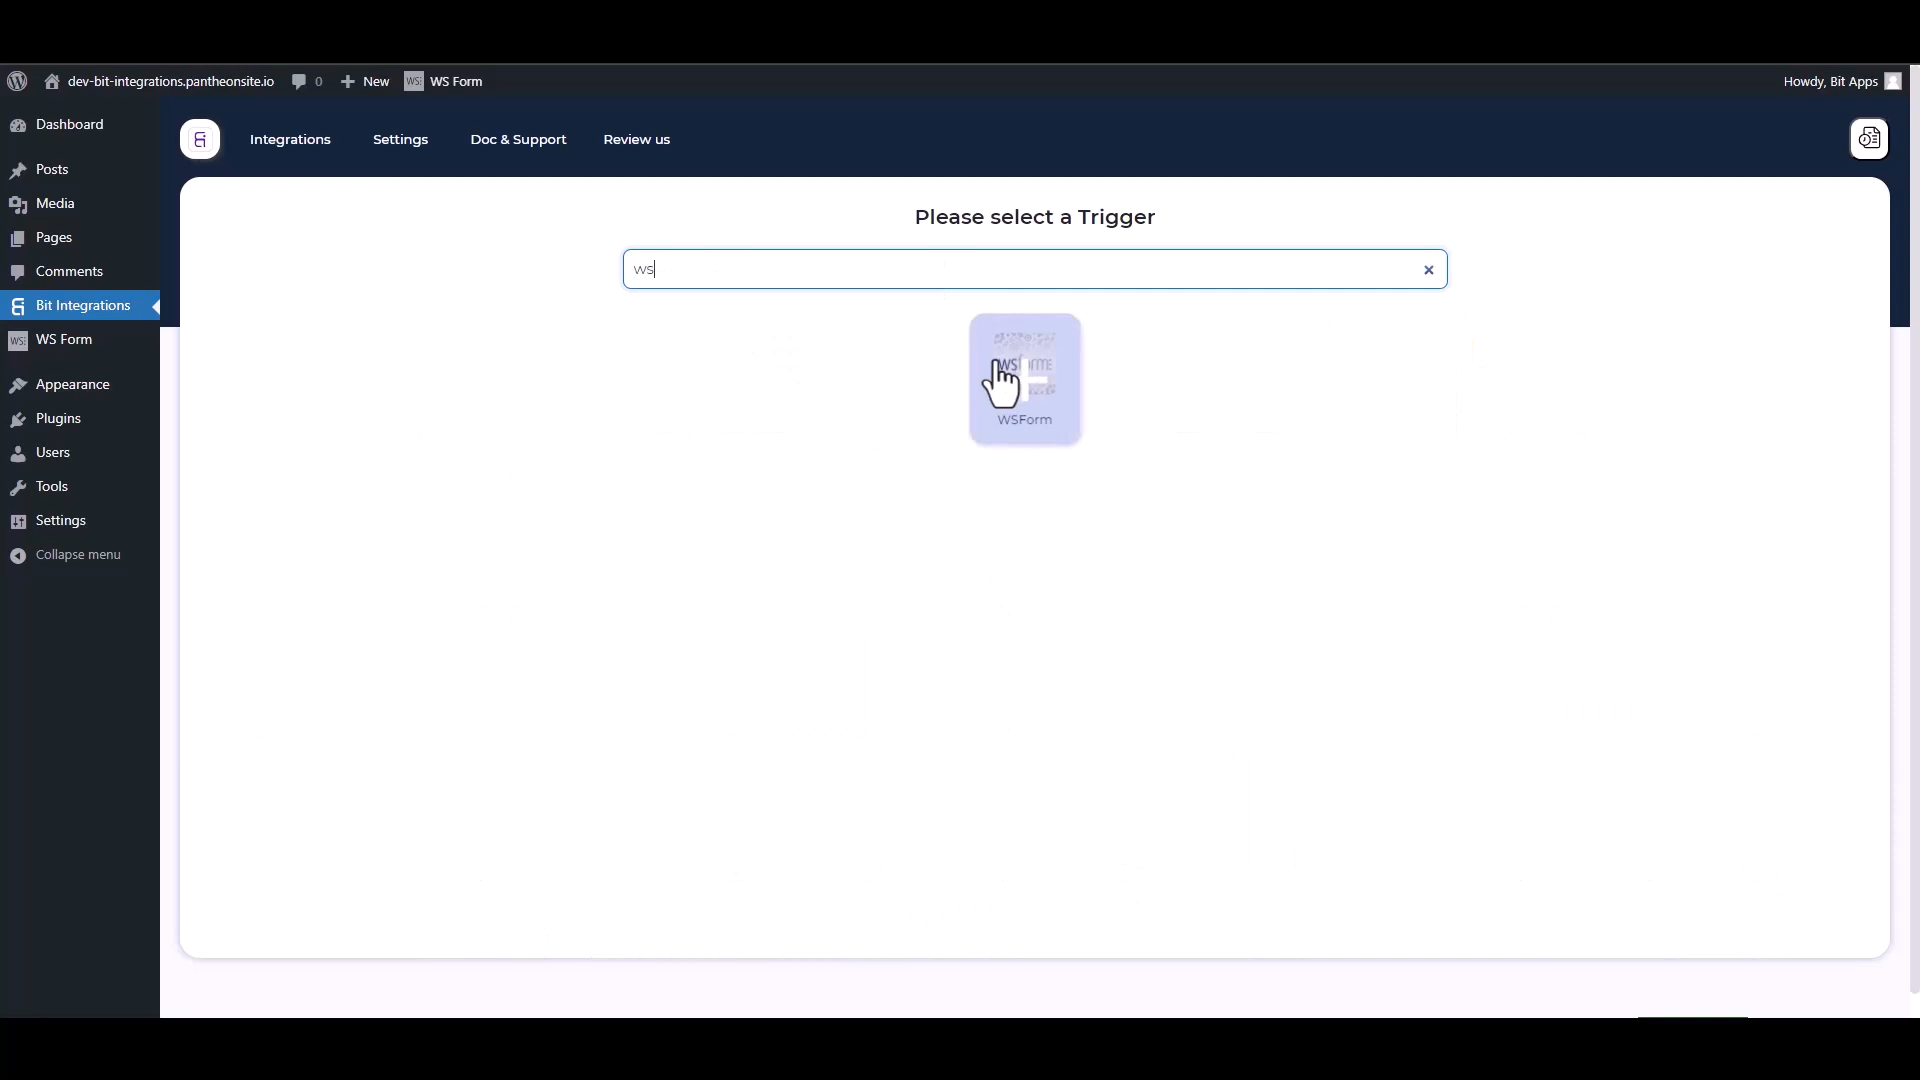 dev-bit-integrations.pantheonsite.io
0
New
WS Form
Howdy, Bit Apps
Dashboard
Posts
Media
Pages
Comments
Bit Integrations
WS Form
Appearance
Plugins
Users
Tools
Settings
Collapse menu
Integrations
Settings
Doc & Support
Review us
Please select a Trigger
ws
WSForm